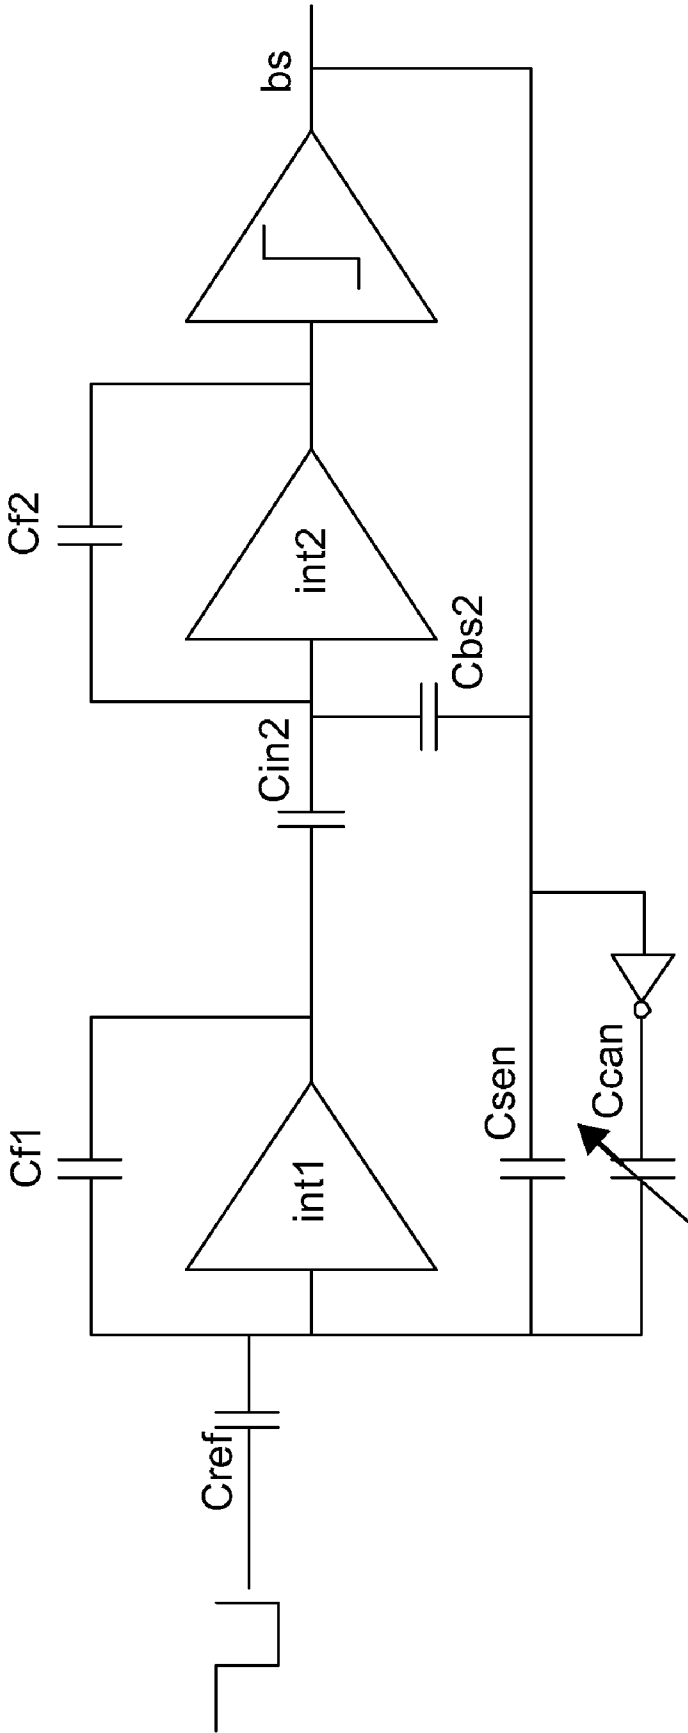 Cf1
Cf2
bs
Cref
int1
Cin2
int2
Csen
Cbs2
Ccan